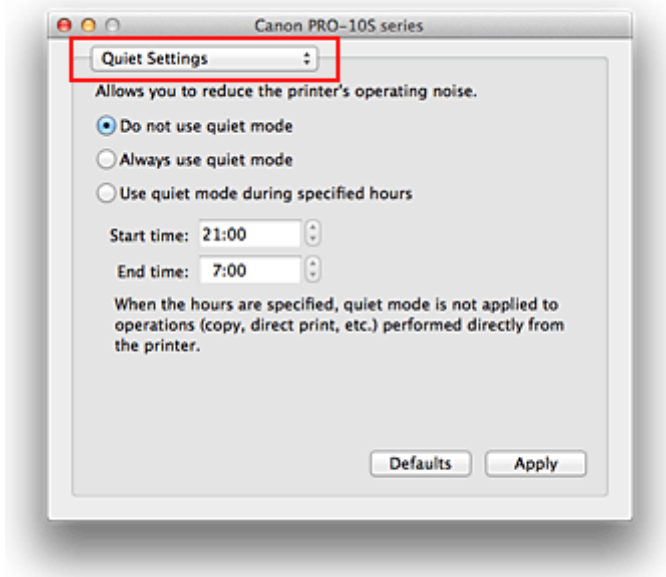 Canon PRO-10S series
Quiet Settings
Allows you to reduce the printer's operating noise.
Do not use quiet mode
Always use quiet mode
Use quiet mode during specified hours
Start time: 21:00
End time: 7:00
When the hours are specified, quiet mode is not applied to
operations (copy, direct print, etc.) performed directly from
the printer.
Defaults Apply